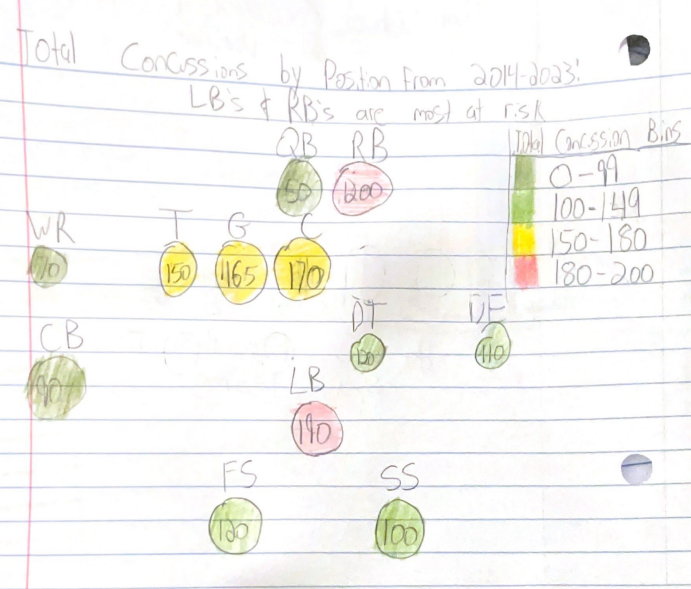 Total Concussions by Position from 2014-2023!
LB's & RB's are most at risk
Total Concussion Bins
0-99
100-149
150-180
180-200
QB RB
50 200
WR T G C
70 150 165 170
DT DE
120 110
CB
90
LB
190
FS SS
120 100